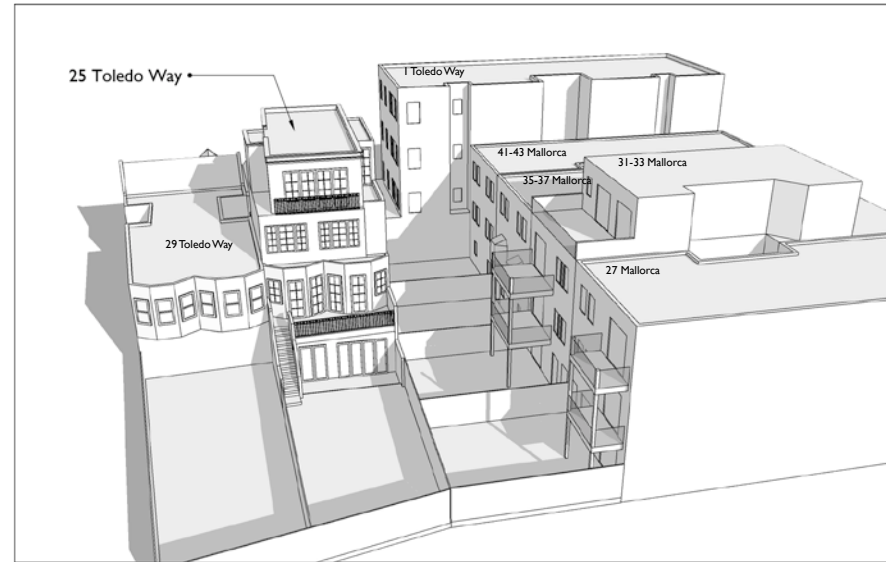 25 Toledo Way
1 Toledo Way
41-43 Mallorca
31-33 Mallorca
35-37 Mallorca
29 Toledo Way
27 Mallorca